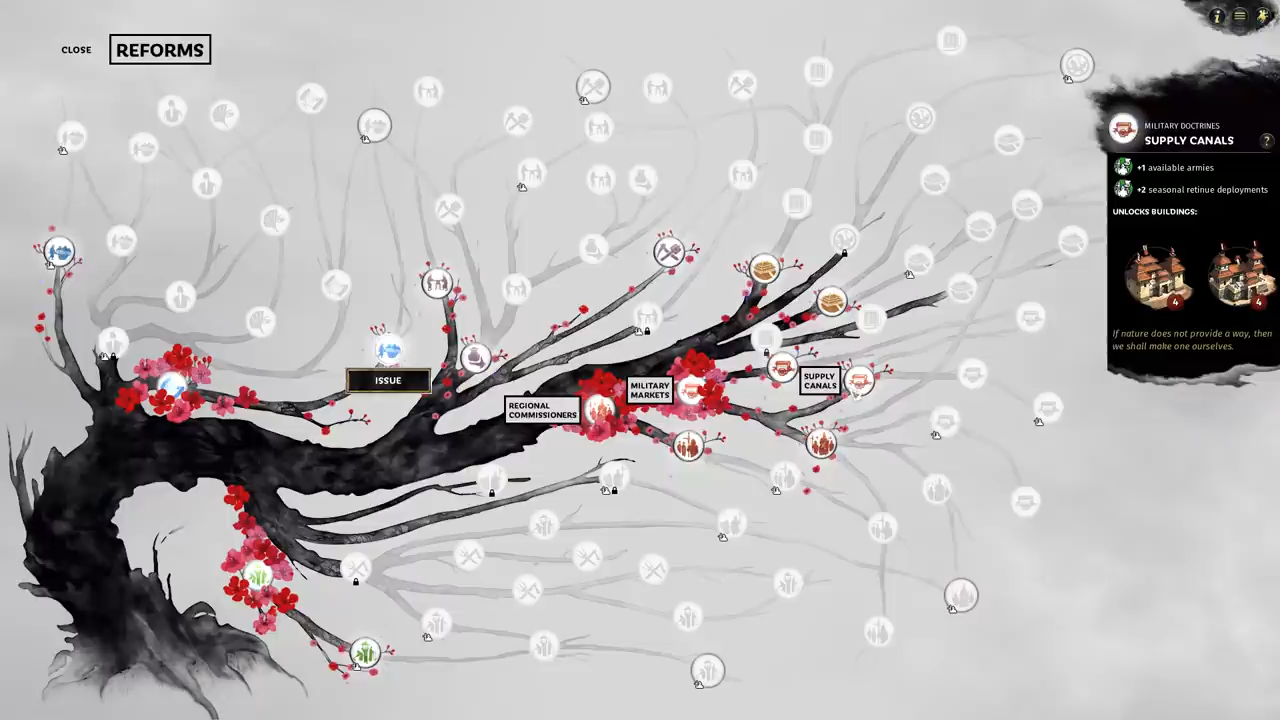 CLOSE
REFORMS
MILITARY DOCTRINES
SUPPLY CANALS
?
+1 available armies
+2 seasonal retinue deployments
UNLOCKS BUILDINGS:
4
4
If nature does not provide a way, then
we shall make one ourselves.
ISSUE
MILITARY
MARKETS
SUPPLY
CANALS
REGIONAL
COMMISSIONERS